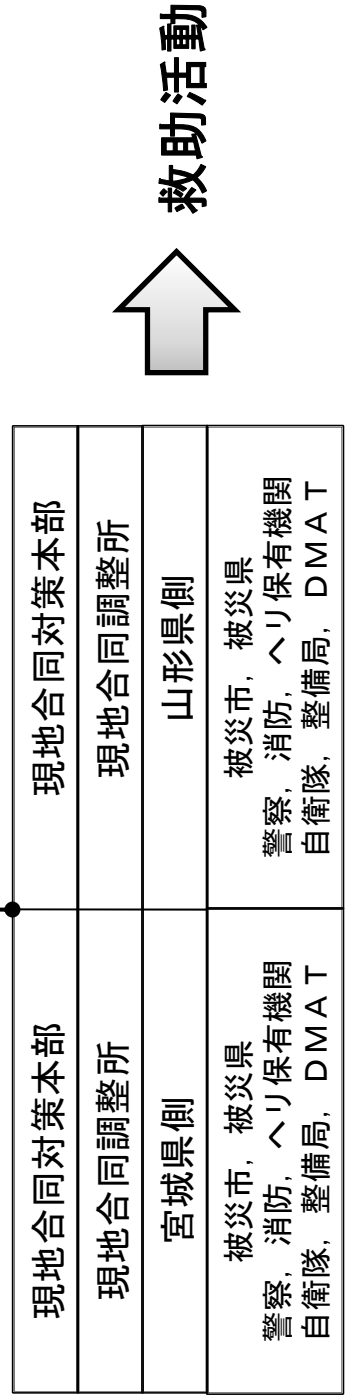 現地合同対策本部
現地合同調整所
宮城県側
被災市，被災県
警察，消防，ヘリ保有機関
自衛隊，整備局，ＤＭＡＴ
現地合同対策本部
現地合同調整所
山形県側
被災市，被災県
警察，消防，ヘリ保有機関
自衛隊，整備局，ＤＭＡＴ
救助活動